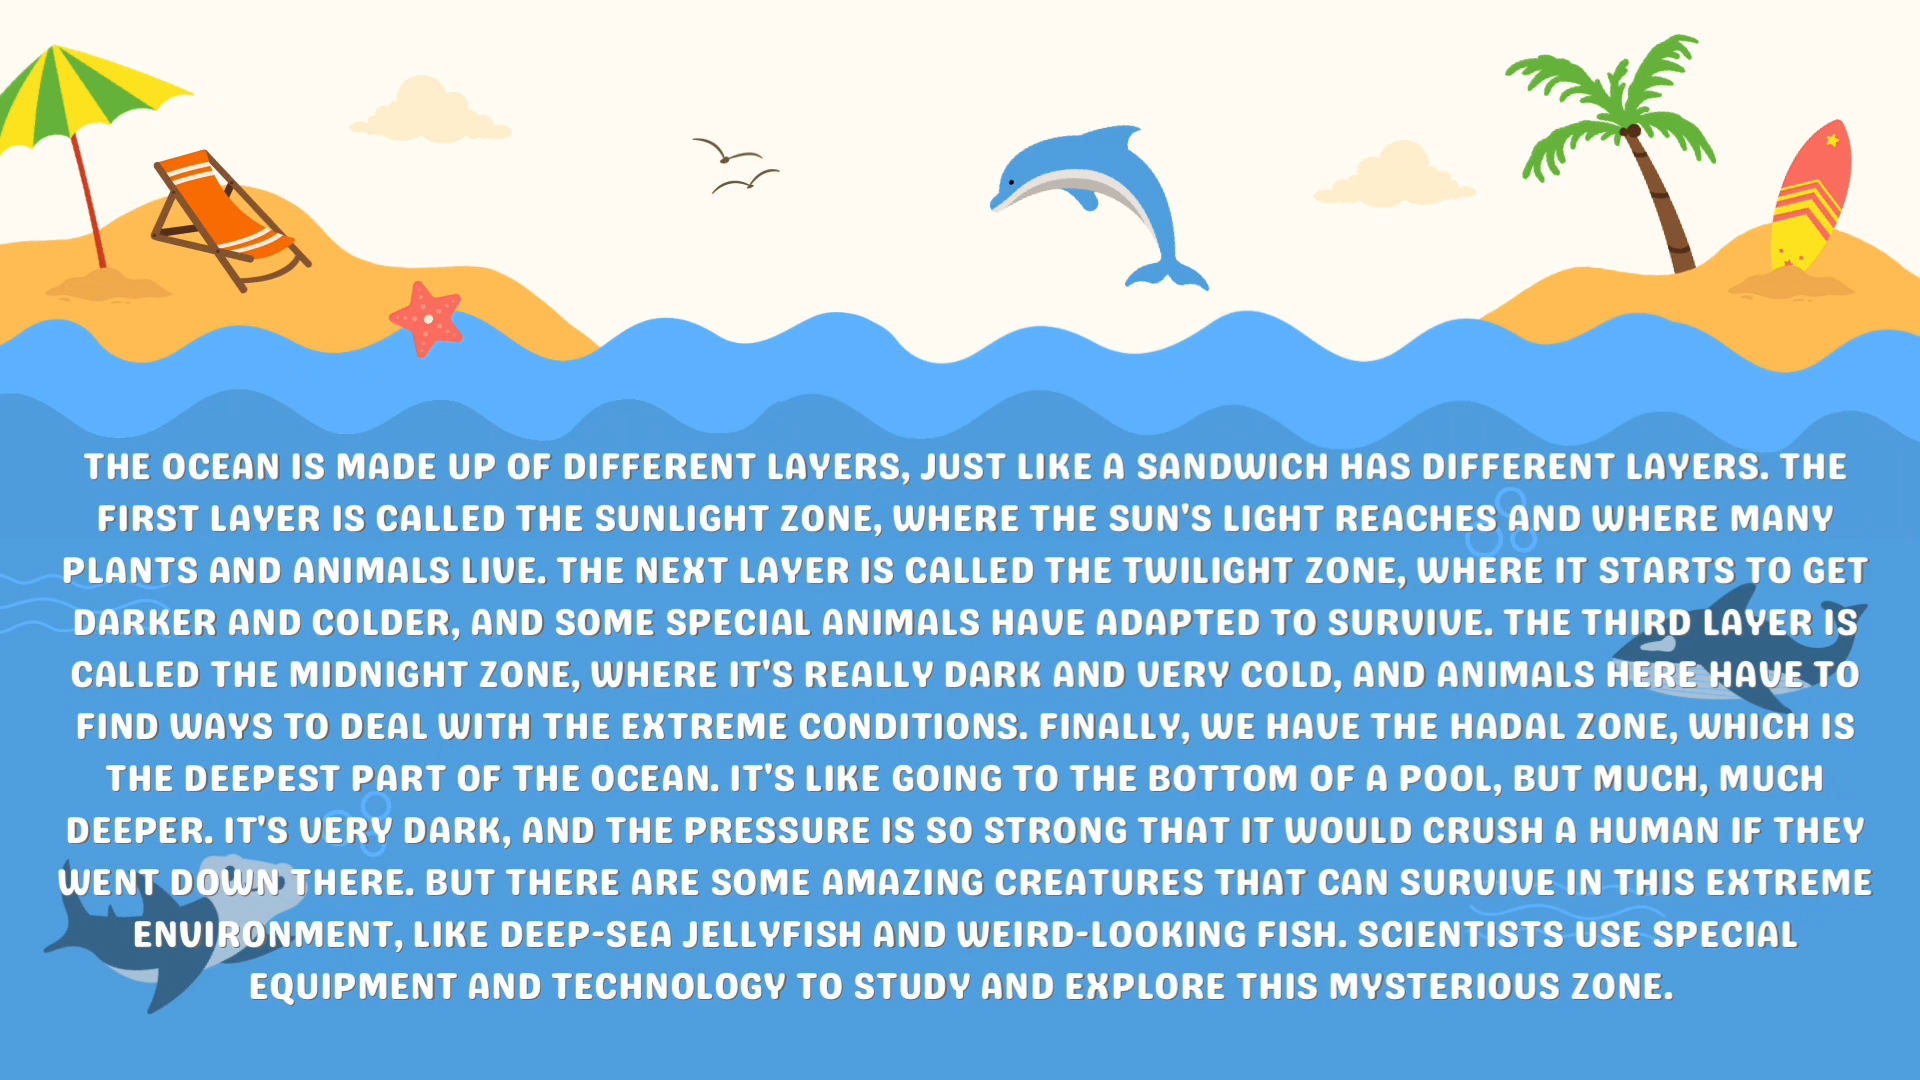 THE OCEAN IS MADE UP OF DIFFERENT LAYERS, JUST LIKE A SANDWICH HAS DIFFERENT LAYERS. THE
FIRST LAYER IS CALLED THE SUNLIGHT ZONE, WHERE THE SUN'S LIGHT REACHES AND WHERE MANY
PLANTS AND ANIMALS LIVE. THE NEXT LAYER IS CALLED THE TWILIGHT ZONE, WHERE IT STARTS TO GET
DARKER AND COLDER, AND SOME SPECIAL ANIMALS HAVE ADAPTED TO SURVIVE. THE THIRD LAYER IS
CALLED THE MIDNIGHT ZONE, WHERE IT'S REALLY DARK AND VERY COLD, AND ANIMALS HERE HAVE TO
FIND WAYS TO DEAL WITH THE EXTREME CONDITIONS. FINALLY, WE HAVE THE HADAL ZONE, WHICH IS
THE DEEPEST PART OF THE OCEAN. IT'S LIKE GOING TO THE BOTTOM OF A POOL, BUT MUCH, MUCH
DEEPER. IT'S VERY DARK, AND THE PRESSURE IS SO STRONG THAT IT WOULD CRUSH A HUMAN IF THEY
WENT DOWN THERE. BUT THERE ARE SOME AMAZING CREATURES THAT CAN SURVIVE IN THIS EXTREME
ENVIRONMENT, LIKE DEEP-SEA JELLYFISH AND WEIRD-LOOKING FISH. SCIENTISTS USE SPECIAL
EQUIPMENT AND TECHNOLOGY TO STUDY AND EXPLORE THIS MYSTERIOUS ZONE.